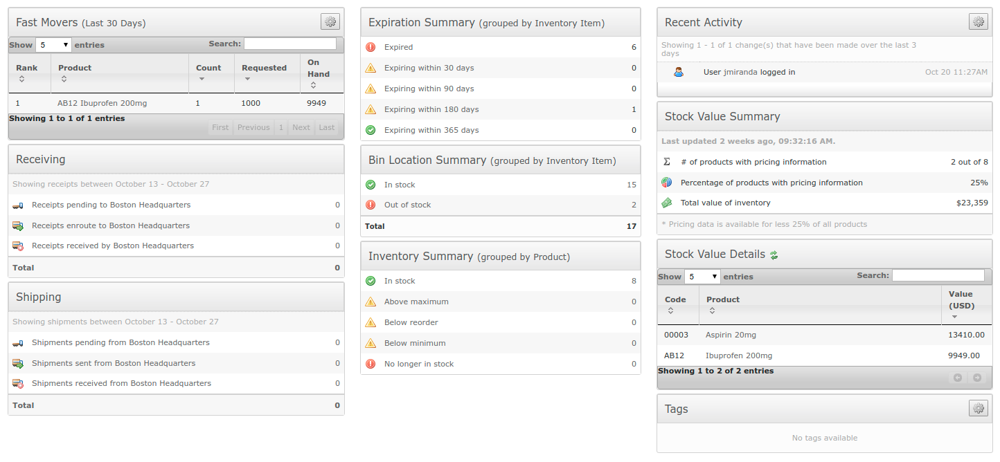 Fast Movers (Last 30 Days)
Show 5 entries Search:
Rank Product Count Requested On Hand
1 AB12 Ibuprofen 200mg 1 1000 9949
Showing 1 to 1 of 1 entries
First Previous 1 Next Last
Receiving
Showing receipts between October 13 - October 27
Receipts pending to Boston Headquarters 0
Receipts enroute to Boston Headquarters 0
Receipts received by Boston Headquarters 0
Total 0
Shipping
Showing shipments between October 13 - October 27
Shipments pending from Boston Headquarters 0
Shipments sent from Boston Headquarters 0
Shipments received from Boston Headquarters 0
Total 0
Expiration Summary (grouped by Inventory Item)
Expired 6
Expiring within 30 days 0
Expiring within 90 days 0
Expiring within 180 days 1
Expiring within 365 days 0
Bin Location Summary (grouped by Inventory Item)
In stock 15
Out of stock 2
Total 17
Inventory Summary (grouped by Product)
In stock 8
Above maximum 0
Below reorder 0
Below minimum 0
No longer in stock 0
Recent Activity
Showing 1 - 1 of 1 change(s) that have been made over the last 3
days
User jmiranda logged in Oct 20 11:27AM
Stock Value Summary
Last updated 2 weeks ago, 09:32:16 AM.
Σ # of products with pricing information 2 out of 8
Percentage of products with pricing information 25%
Total value of inventory $23,359
* Pricing data is available for less 25% of all products
Stock Value Details
Show 5 entries Search:
Code Product Value (USD)
00003 Aspirin 20mg 13410.00
AB12 Ibuprofen 200mg 9949.00
Showing 1 to 2 of 2 entries
Tags
No tags available